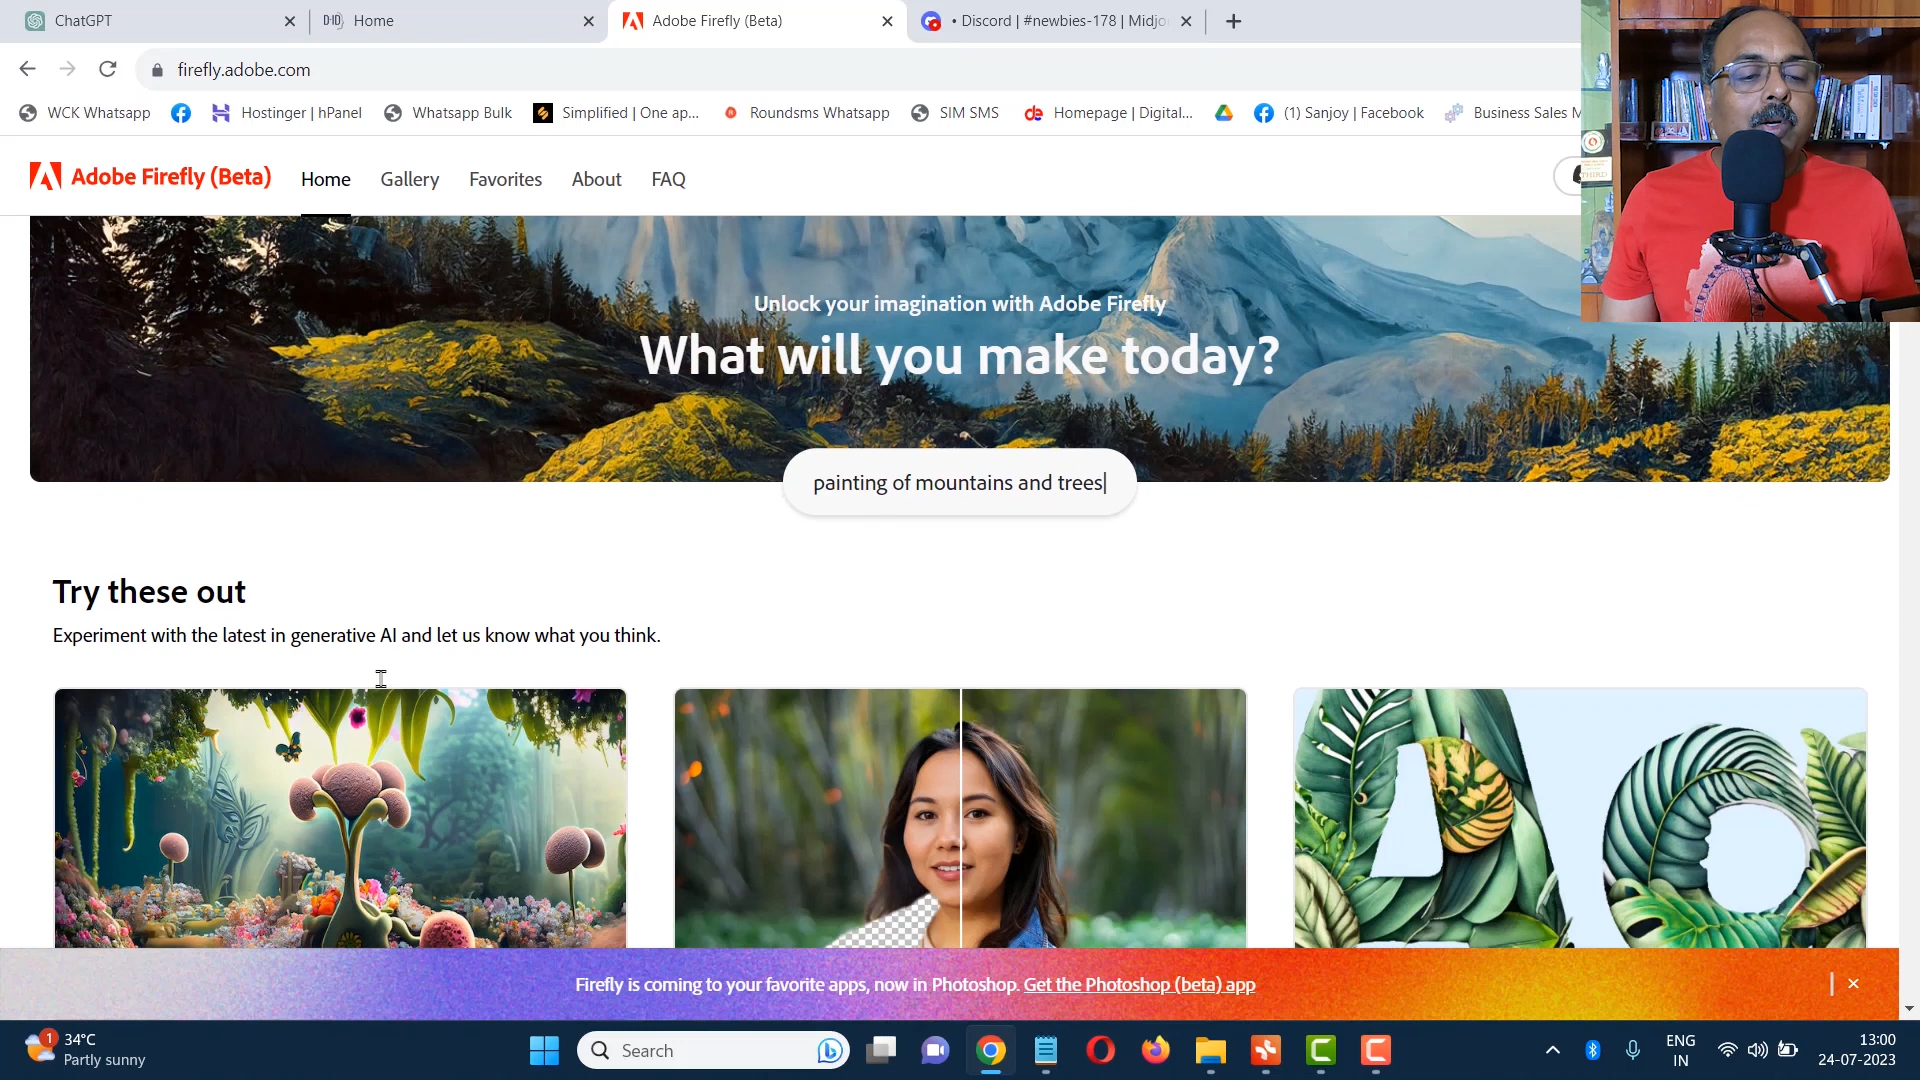 ChatGPT
D-ID Home
Adobe Firefly (Beta)
• Discord | #newbies-178 | Midjo
firefly.adobe.com
WCK Whatsapp
Hostinger | hPanel
Whatsapp Bulk
Simplified | One ap...
Roundsms Whatsapp
SIM SMS
de Homepage | Digital...
(1) Sanjoy | Facebook
Business Sales M
Adobe Firefly (Beta)
Home
Gallery
Favorites
About
FAQ
THIRD
Unlock your imagination with Adobe Firefly
What will you make today?
painting of mountains and trees
Try these out
Experiment with the latest in generative AI and let us know what you think.
Firefly is coming to your favorite apps, now in Photoshop. Get the Photoshop (beta) app
1
34°C
Partly sunny
Search
ENG
IN
13:00
24-07-2023